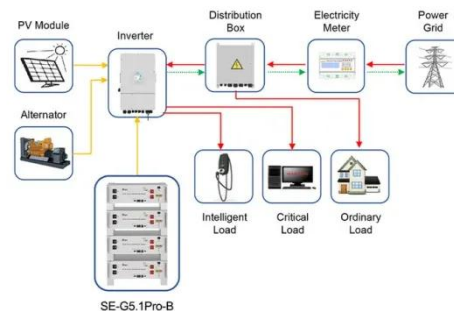 PV Module
Inverter
Distribution
Box
Electricity
Meter
Power
Grid
Alternator
Intelligent
Load
Critical
Load
Ordinary
Load
SE-G5.1Pro-B